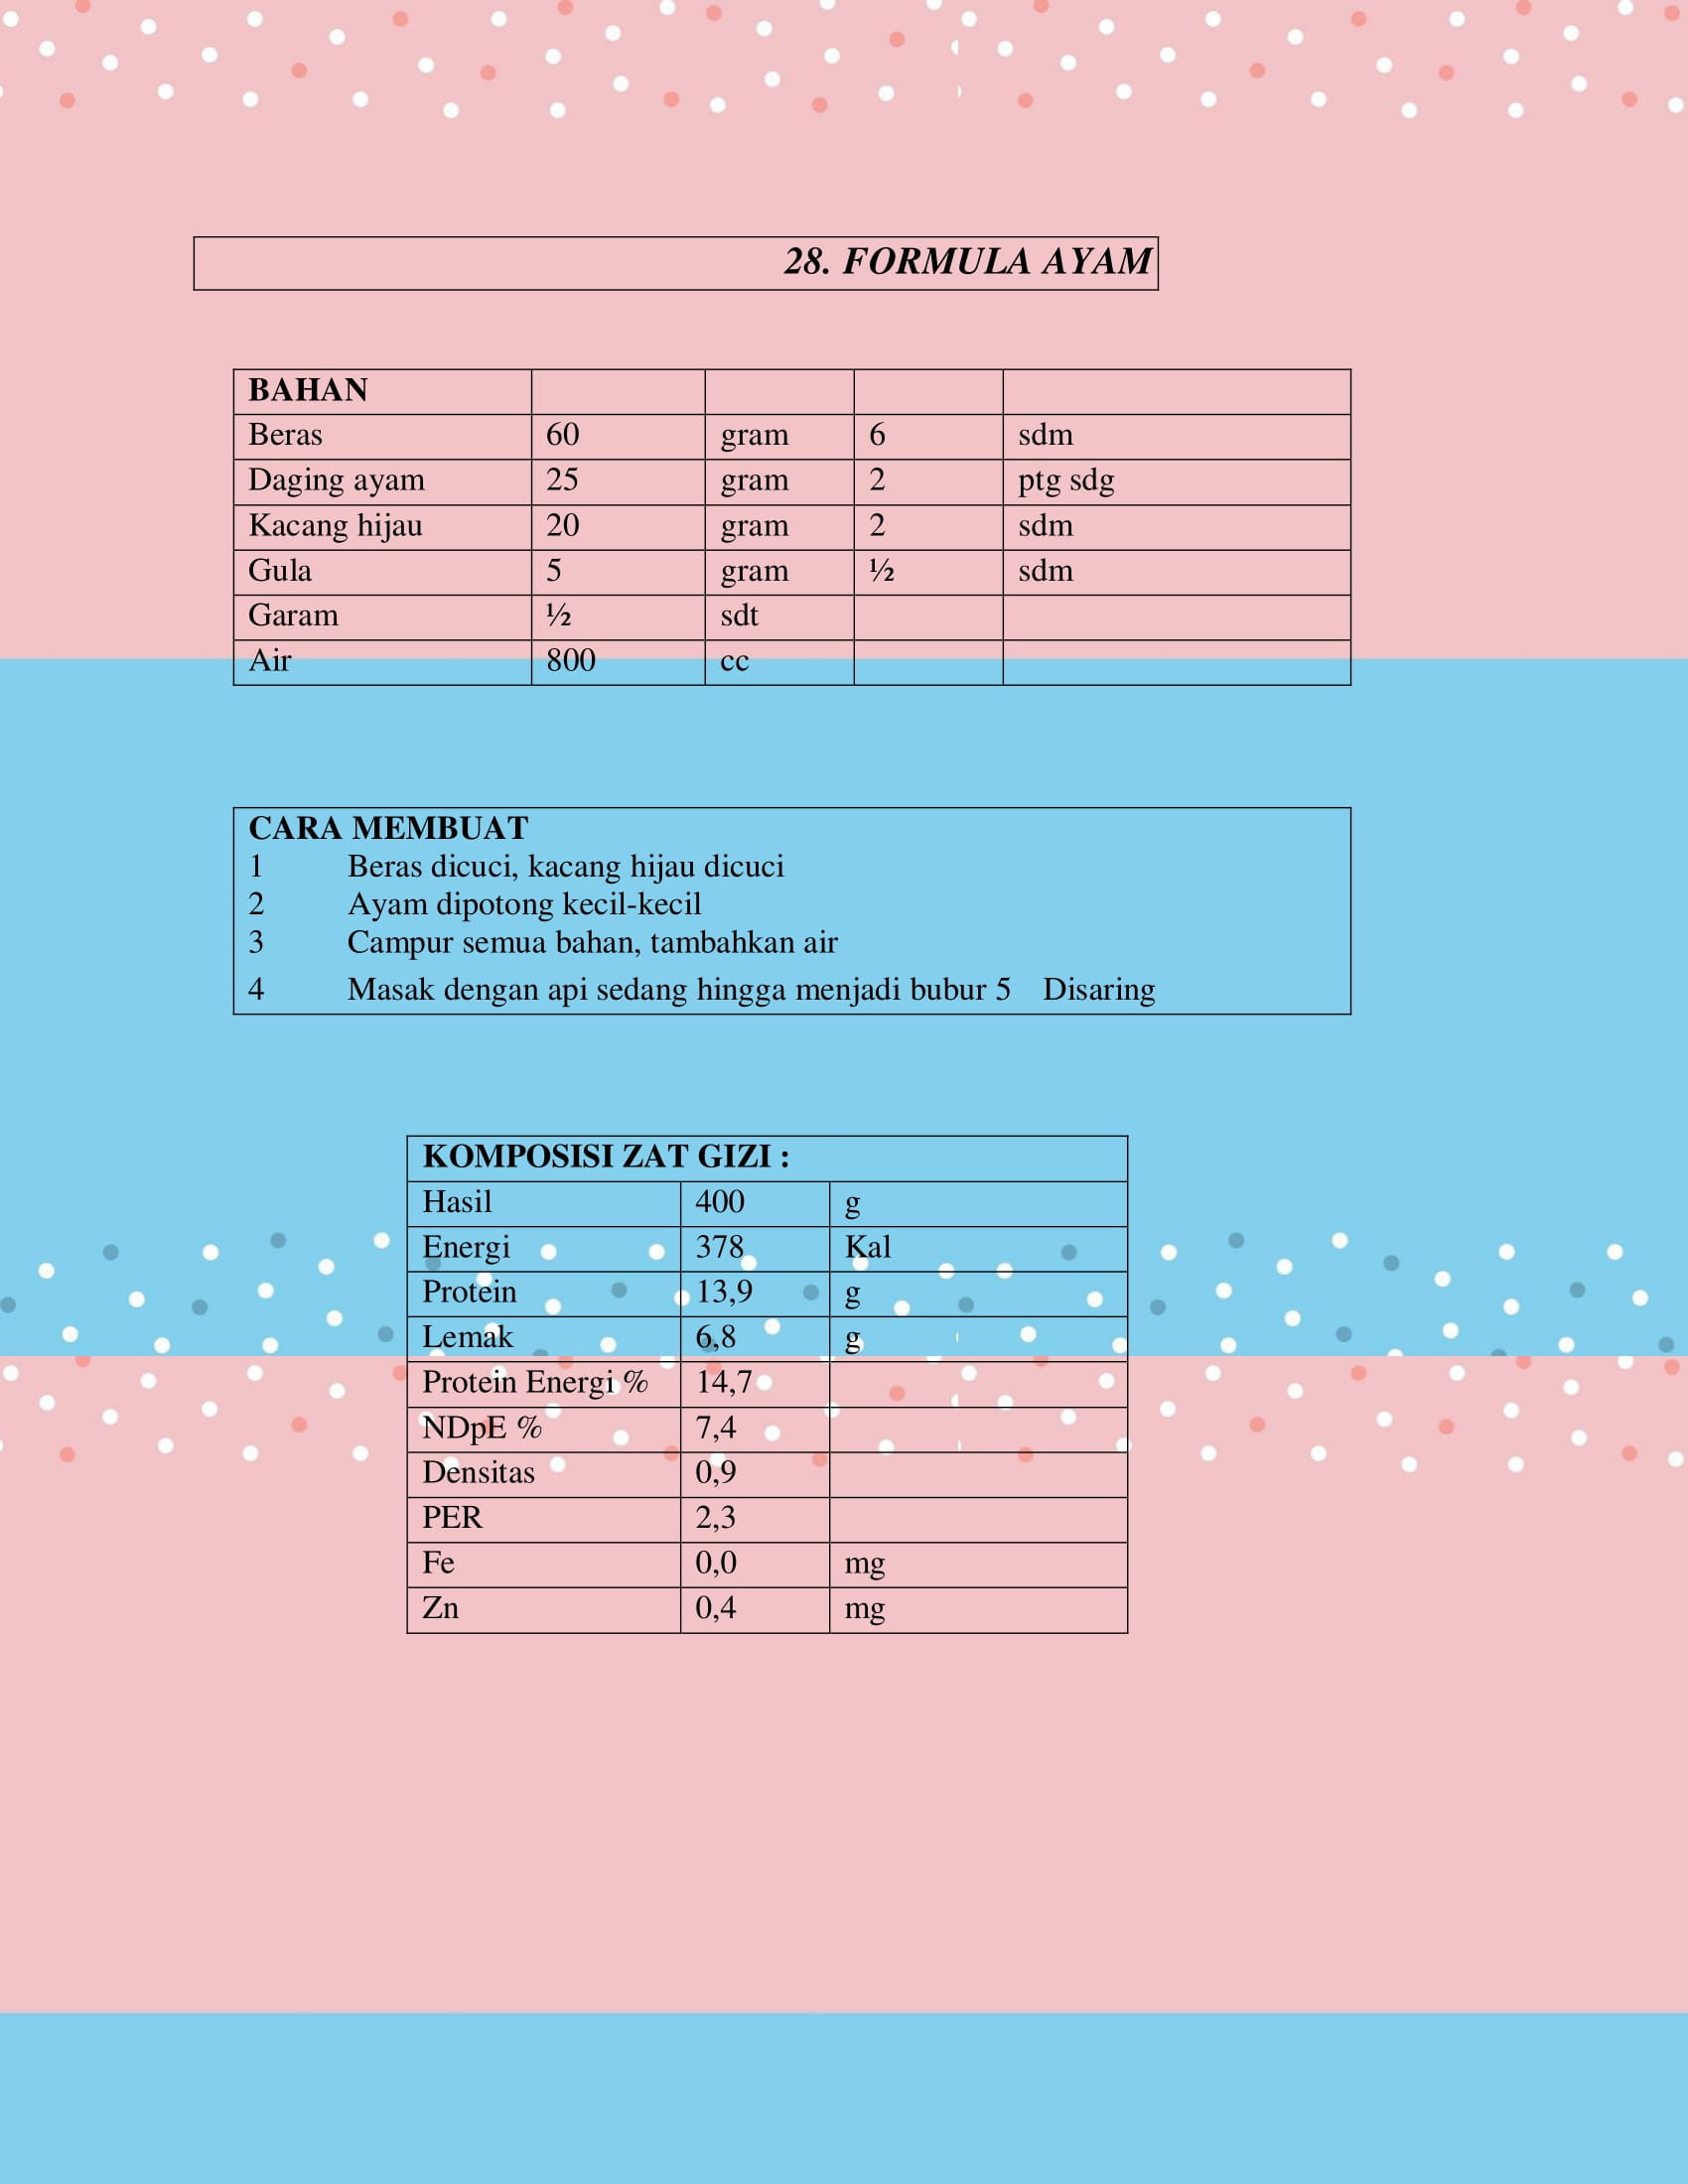 28. FORMULA AYAM
BAHAN
Beras 60 gram 6 sdm
Daging ayam 25 gram 2 ptg sdg
Kacang hijau 20 gram 2 sdm
Gula 5 gram ½ sdm
Garam ½ sdt
Air 800 cc
CARA MEMBUAT
1 Beras dicuci, kacang hijau dicuci
2 Ayam dipotong kecil-kecil
3 Campur semua bahan, tambahkan air
4 Masak dengan api sedang hingga menjadi bubur 5 Disaring
KOMPOSISI ZAT GIZI :
Hasil 400 g
Energi 378 Kal
Protein 13,9 g
Lemak 6,8 g
Protein Energi % 14,7
NDpE % 7,4
Densitas 0,9
PER 2,3
Fe 0,0 mg
Zn 0,4 mg